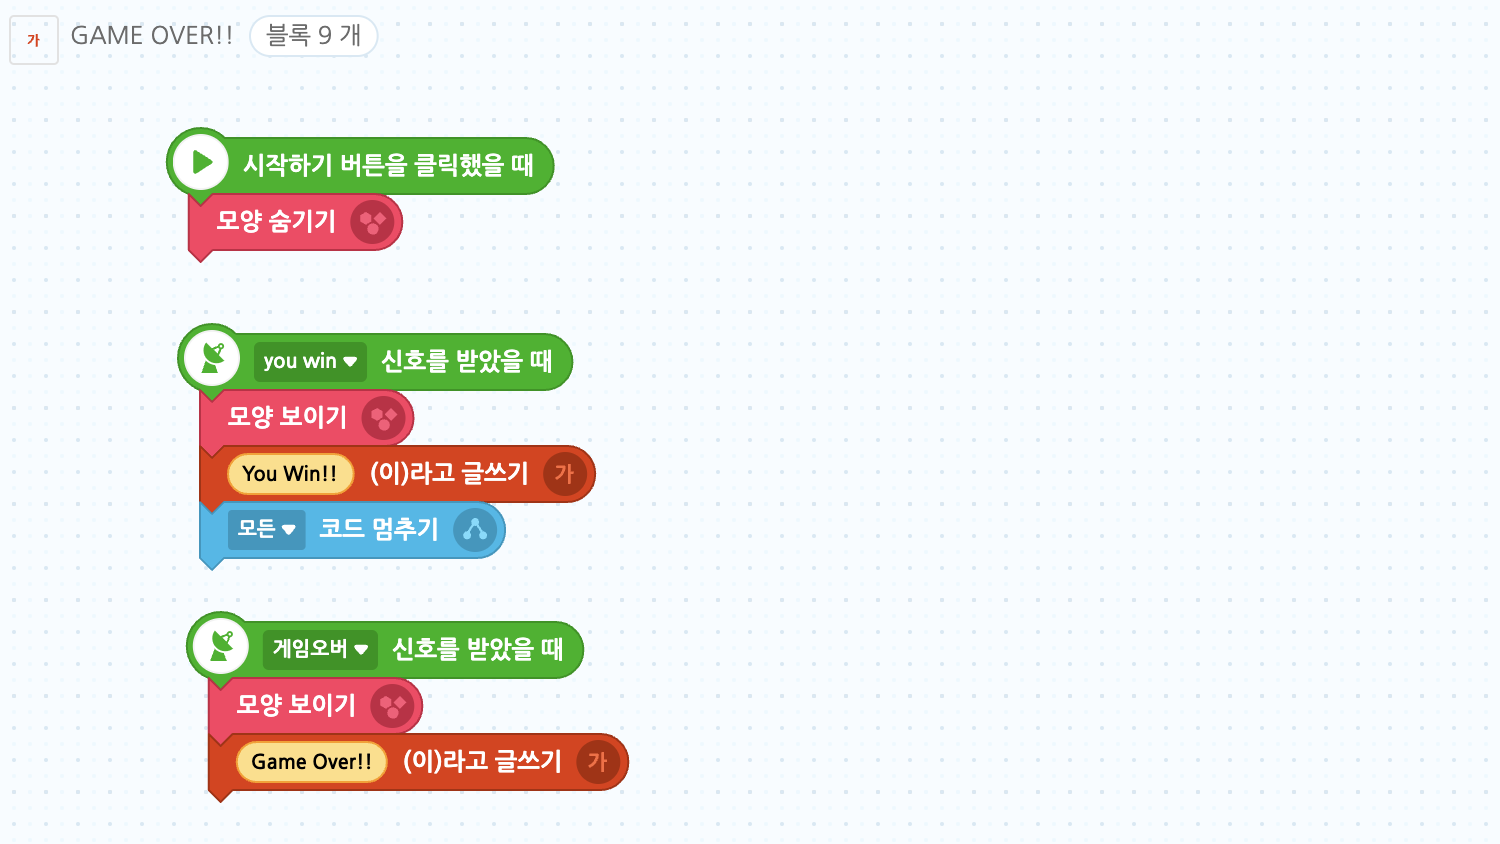 가 GAME OVER!! 블록 9 개
시작하기 버튼을 클릭했을 때
모양 숨기기
you win 신호를 받았을 때
모양 보이기
You Win!! (이)라고 글쓰기 가
모든 코드 멈추기
게임오버 신호를 받았을 때
모양 보이기
Game Over!! (이)라고 글쓰기 가